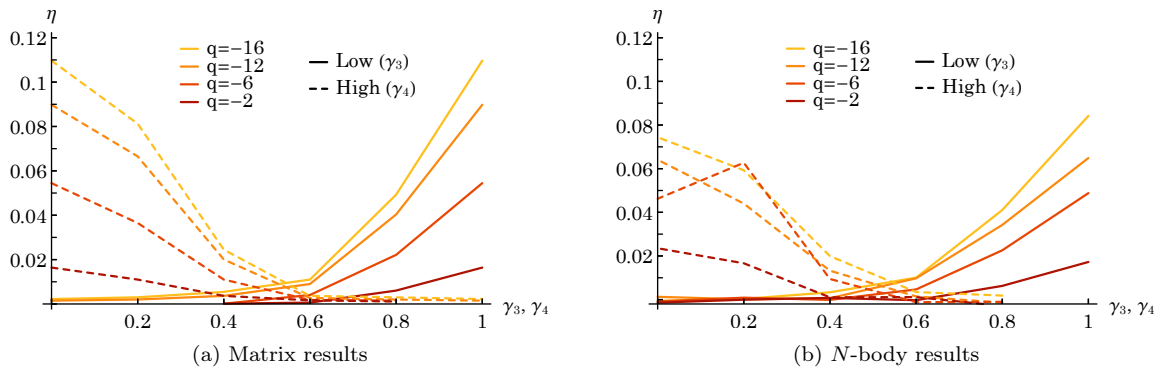 η
0.12
0.1
0.08
0.06
0.04
0.02
0.2
0.4
0.6
0.8
1
γ3, γ4
q=−16
q=−12
q=−6
q=−2
Low (γ3)
High (γ4)
(a) Matrix results
η
0.12
0.1
0.08
0.06
0.04
0.02
0.2
0.4
0.6
0.8
1
γ3, γ4
q=−16
q=−12
q=−6
q=−2
Low (γ3)
High (γ4)
(b) N-body results